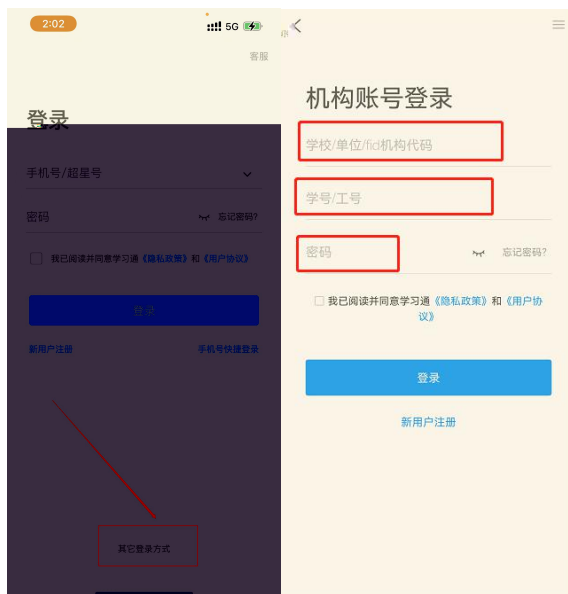 2:02
5G
客服
登录
手机号/超星号
密码
忘记密码?
我已阅读并同意学习通《隐私政策》和《用户协议》
登录
新用户注册
手机号快捷登录
其它登录方式
机构账号登录
学校/单位/fid机构代码
学号/工号
密码
忘记密码?
我已阅读并同意学习通《隐私政策》和《用户协
议》
登录
新用户注册